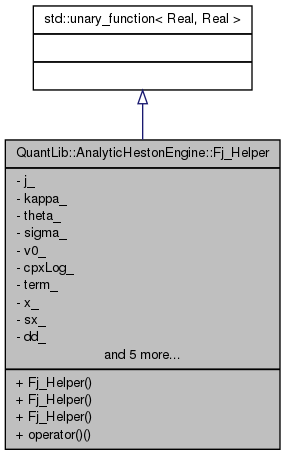 std::unary_function< Real, Real >
QuantLib::AnalyticHestonEngine::Fj_Helper
- j_
- kappa_
- theta_
- sigma_
- v0_
- cpxLog_
- term_
- x_
- sx_
- dd_
and 5 more...
+ Fj_Helper()
+ Fj_Helper()
+ Fj_Helper()
+ operator()()